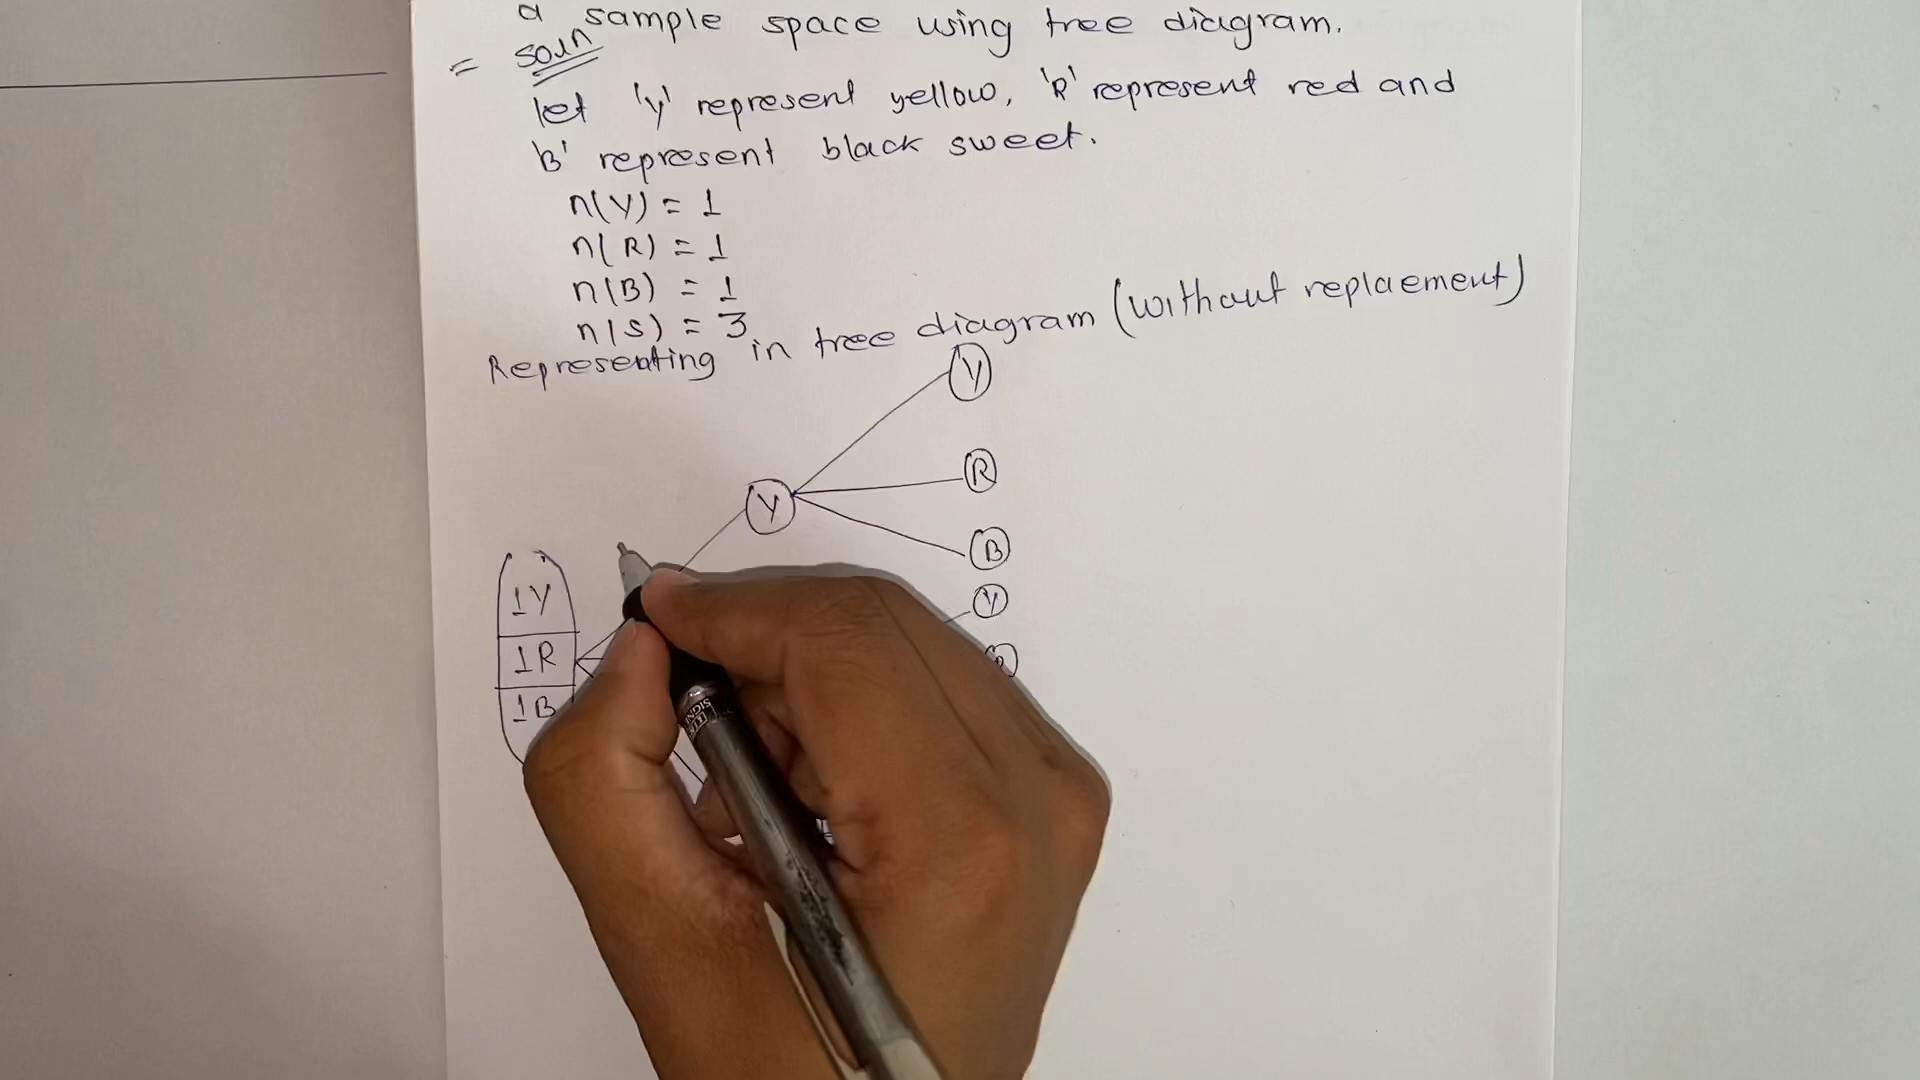 a sample space using tree diagram.
= soln
let 'y' represent yellow, 'R' represent red and
'B' represent black sweet.
n(Y) = 1
n(R) = 1
n(B) = 1
n(S) = 3
Representing in tree diagram (without replaement)
Y
R
Y
B
1Y
Y
1R
1B